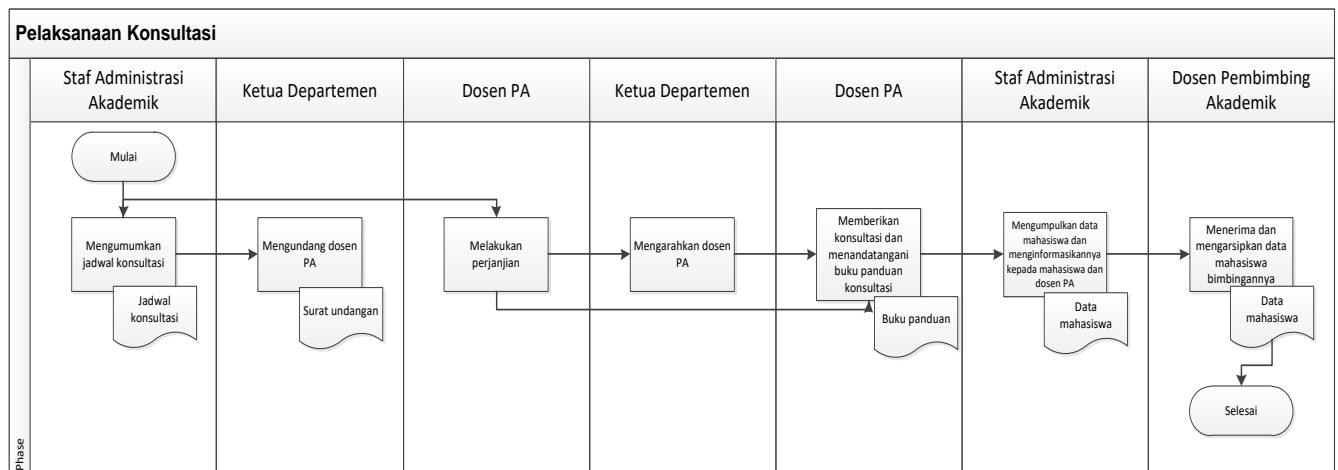 Pelaksanaan Konsultasi
Staf Administrasi
Akademik
Ketua Departemen
Dosen PA
Ketua Departemen
Dosen PA
Staf Administrasi
Akademik
Dosen Pembimbing
Akademik
Mulai
Mengumumkan
jadwal konsultasi
Jadwal
konsultasi
Mengundang dosen
PA
Surat undangan
Melakukan
perjanjian
Mengarahkan dosen
PA
Memberikan
konsultasi dan
menandatangani
buku panduan
konsultasi
Buku panduan
Mengumpulkan data
mahasiswa dan
menginformasikannya
kepada mahasiswa dan
dosen PA
Data
mahasiswa
Menerima dan
mengarsipkan data
mahasiswa
bimbingannya
Data
mahasiswa
Selesai
Phase